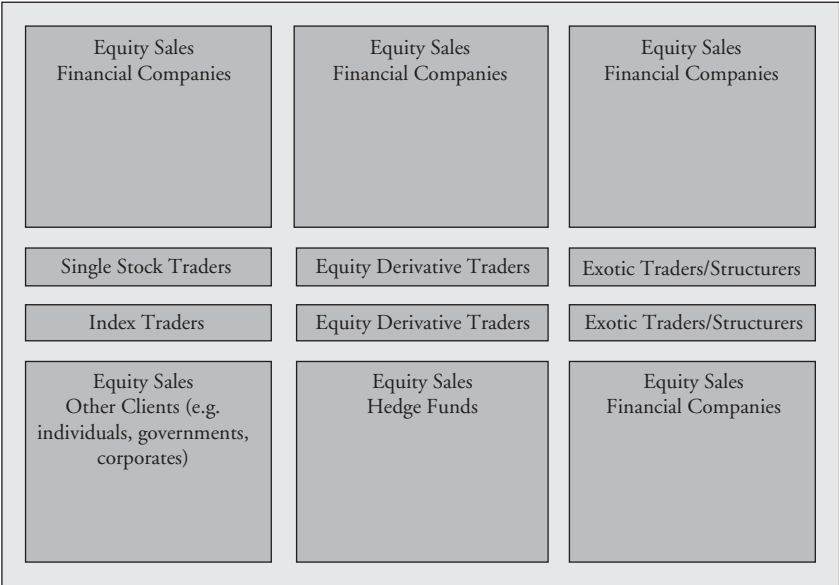 Equity Sales
Financial Companies
Equity Sales
Financial Companies
Equity Sales
Financial Companies
Single Stock Traders
Equity Derivative Traders
Exotic Traders/Structurers
Index Traders
Equity Derivative Traders
Exotic Traders/Structurers
Equity Sales
Other Clients (e.g.
individuals, governments,
corporates)
Equity Sales
Hedge Funds
Equity Sales
Financial Companies